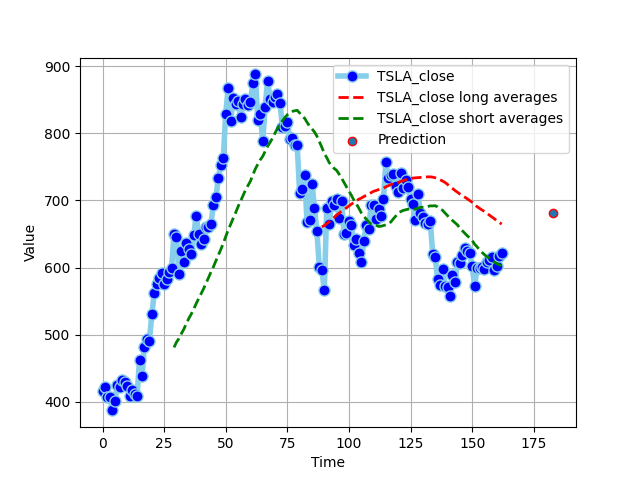 TSLA_close
TSLA_close long averages
TSLA_close short averages
Prediction
900
800
700
600
500
400
Value
0 25 50 75 100 125 150 175
Time